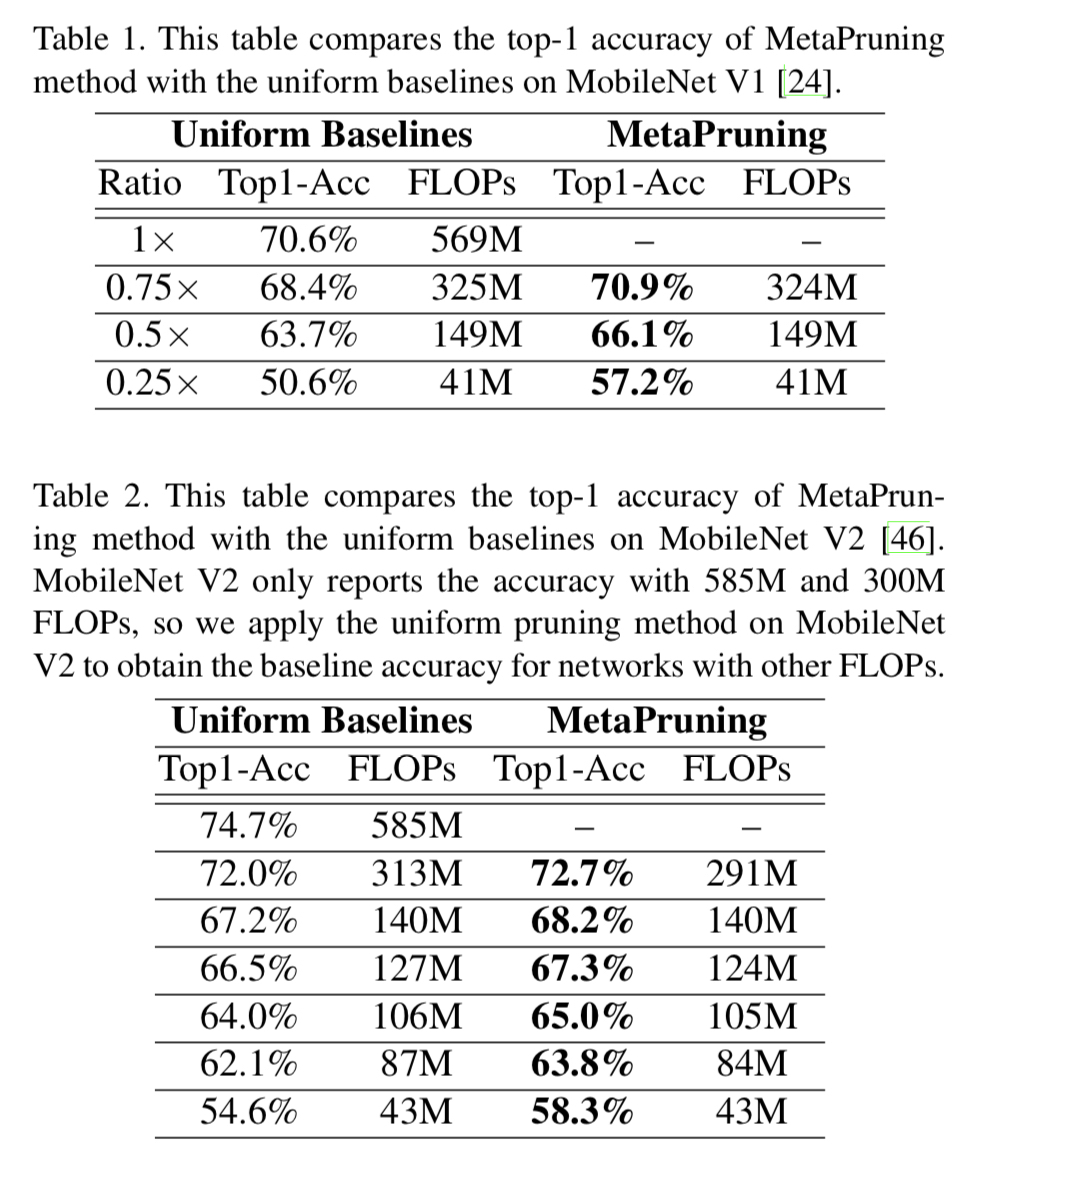 Table 1. This table compares the top-1 accuracy of MetaPruning
method with the uniform baselines on MobileNet V1 [24].
Uniform Baselines MetaPruning
Ratio Top1-Acc FLOPs Top1-Acc FLOPs
1× 70.6% 569M – –
0.75× 68.4% 325M 70.9% 324M
0.5× 63.7% 149M 66.1% 149M
0.25× 50.6% 41M 57.2% 41M
Table 2. This table compares the top-1 accuracy of MetaPrun-
ing method with the uniform baselines on MobileNet V2 [46].
MobileNet V2 only reports the accuracy with 585M and 300M
FLOPs, so we apply the uniform pruning method on MobileNet
V2 to obtain the baseline accuracy for networks with other FLOPs.
Uniform Baselines MetaPruning
Top1-Acc FLOPs Top1-Acc FLOPs
74.7% 585M – –
72.0% 313M 72.7% 291M
67.2% 140M 68.2% 140M
66.5% 127M 67.3% 124M
64.0% 106M 65.0% 105M
62.1% 87M 63.8% 84M
54.6% 43M 58.3% 43M